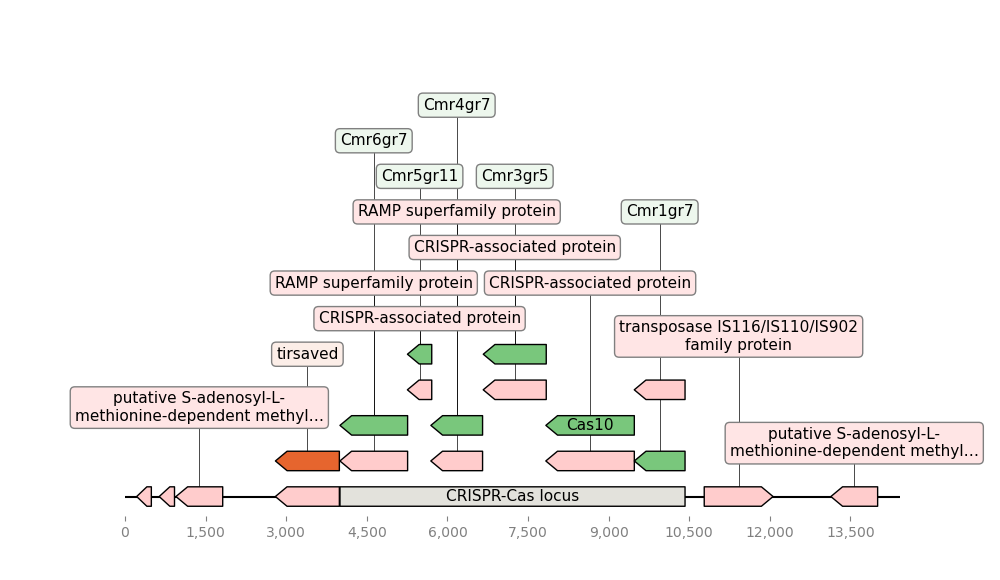 Cmr4gr7
Cmr6gr7
Cmr5gr11
Cmr3gr5
RAMP superfamily protein
Cmr1gr7
CRISPR-associated protein
RAMP superfamily protein
CRISPR-associated protein
CRISPR-associated protein
transposase IS116/IS110/IS902
family protein
tirsaved
putative S-adenosyl-L-
methionine-dependent methyl...
Cas10
putative S-adenosyl-L-
methionine-dependent methyl...
CRISPR-Cas locus
0
1,500
3,000
4,500
6,000
7,500
9,000
10,500
12,000
13,500